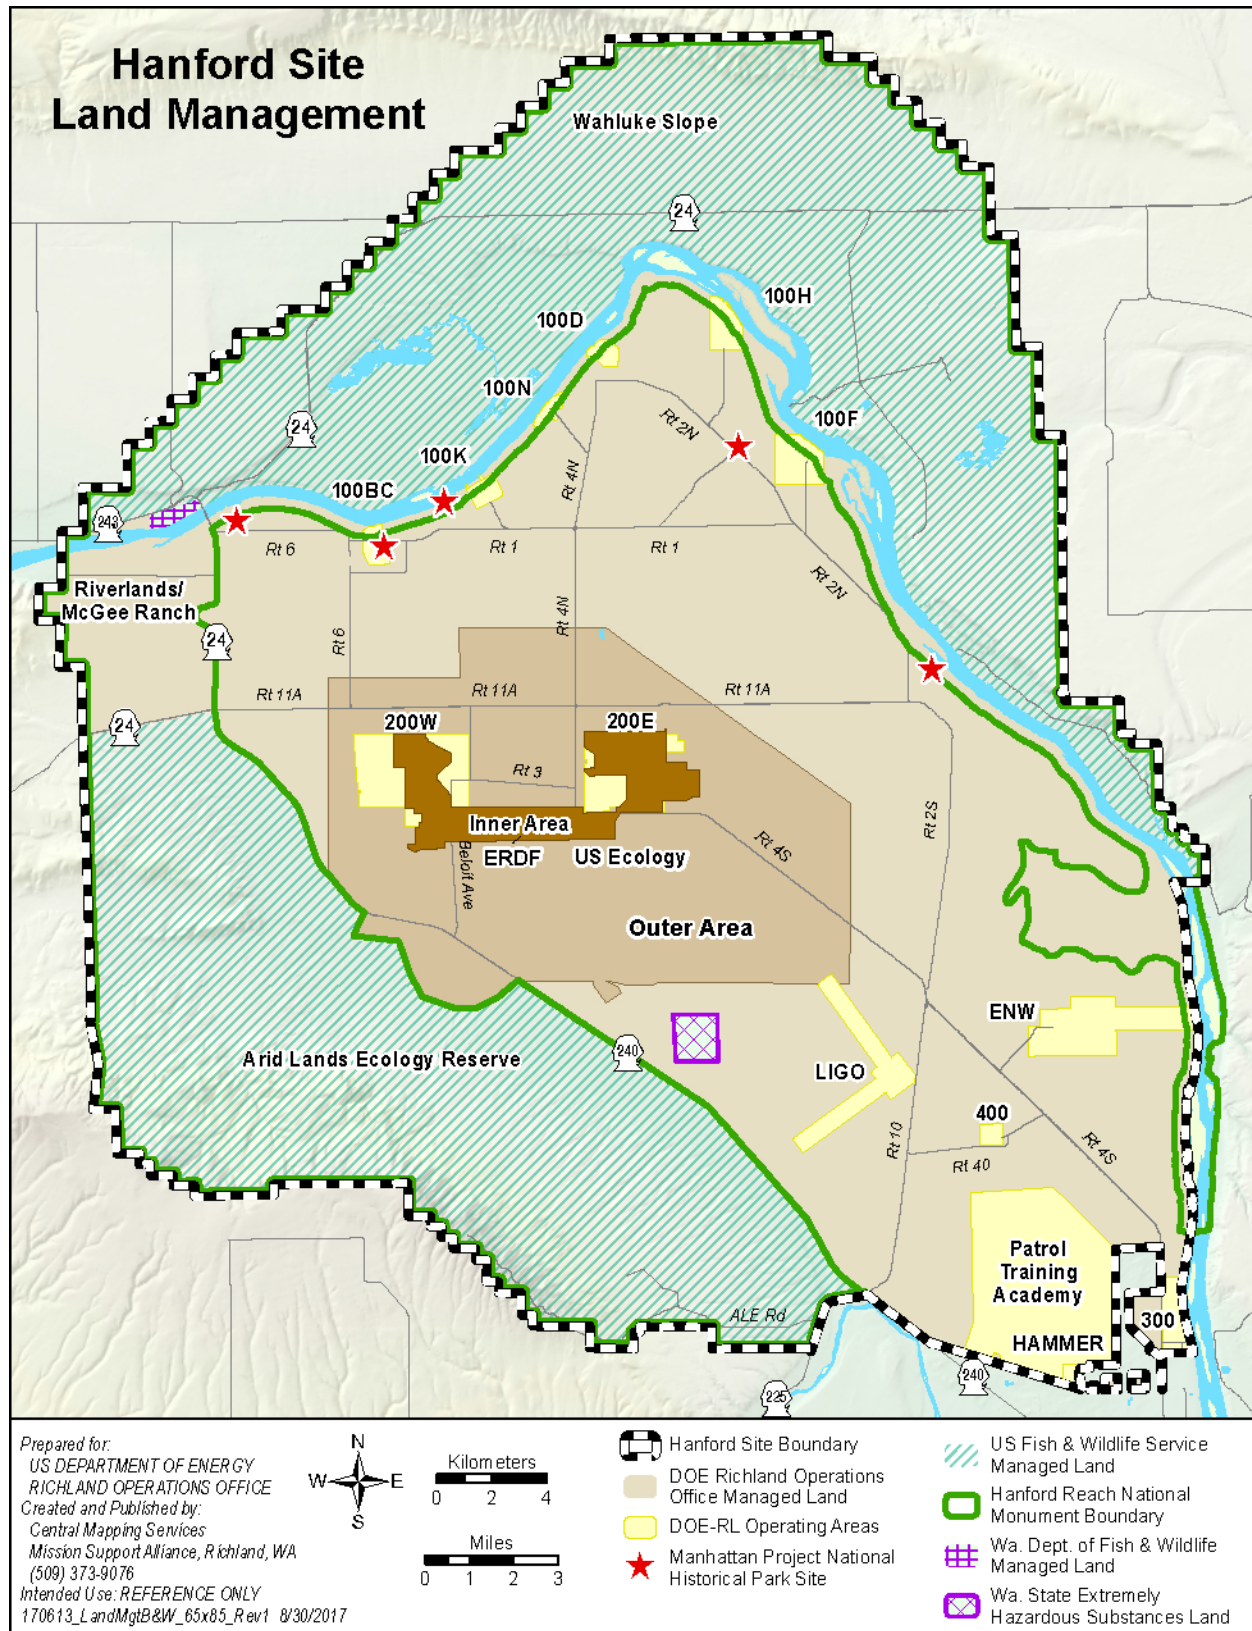 Hanford Site
Land Management
Wahluke Slope
24
100H
100D
100N
100F
24
Rt 2N
100K
Rt 4N
100BC
243
Rt 6
Rt 1
Rt 1
Riverlands/
McGee Ranch
Rt 2N
Rt 4N
Rt 6
24
Rt 11A
Rt 11A
Rt 11A
24
200W
200E
Rt 3
Rt 2S
Inner Area
ERDF
US Ecology
Rt 4S
Beloit Ave
Outer Area
ENW
Arid Lands Ecology Reserve
240
LIGO
400
Rt 10
Rt 40
Rt 4S
Patrol
Training
Academy
ALE Rd
300
HAMMER
240
225
Prepared for:
US DEPARTMENT OF ENERGY
RICHLAND OPERATIONS OFFICE
Created and Published by:
Central Mapping Services
Mission Support Alliance, Richland, WA
(509) 373-9076
Intended Use: REFERENCE ONLY
170613_LandMgtB&W_65x85_Rev1 8/30/2017
N
W E
S
Kilometers
0 2 4
Miles
0 1 2 3
Hanford Site Boundary
DOE Richland Operations
Office Managed Land
DOE-RL Operating Areas
Manhattan Project National
Historical Park Site
US Fish & Wildlife Service
Managed Land
Hanford Reach National
Monument Boundary
Wa. Dept. of Fish & Wildlife
Managed Land
Wa. State Extremely
Hazardous Substances Land